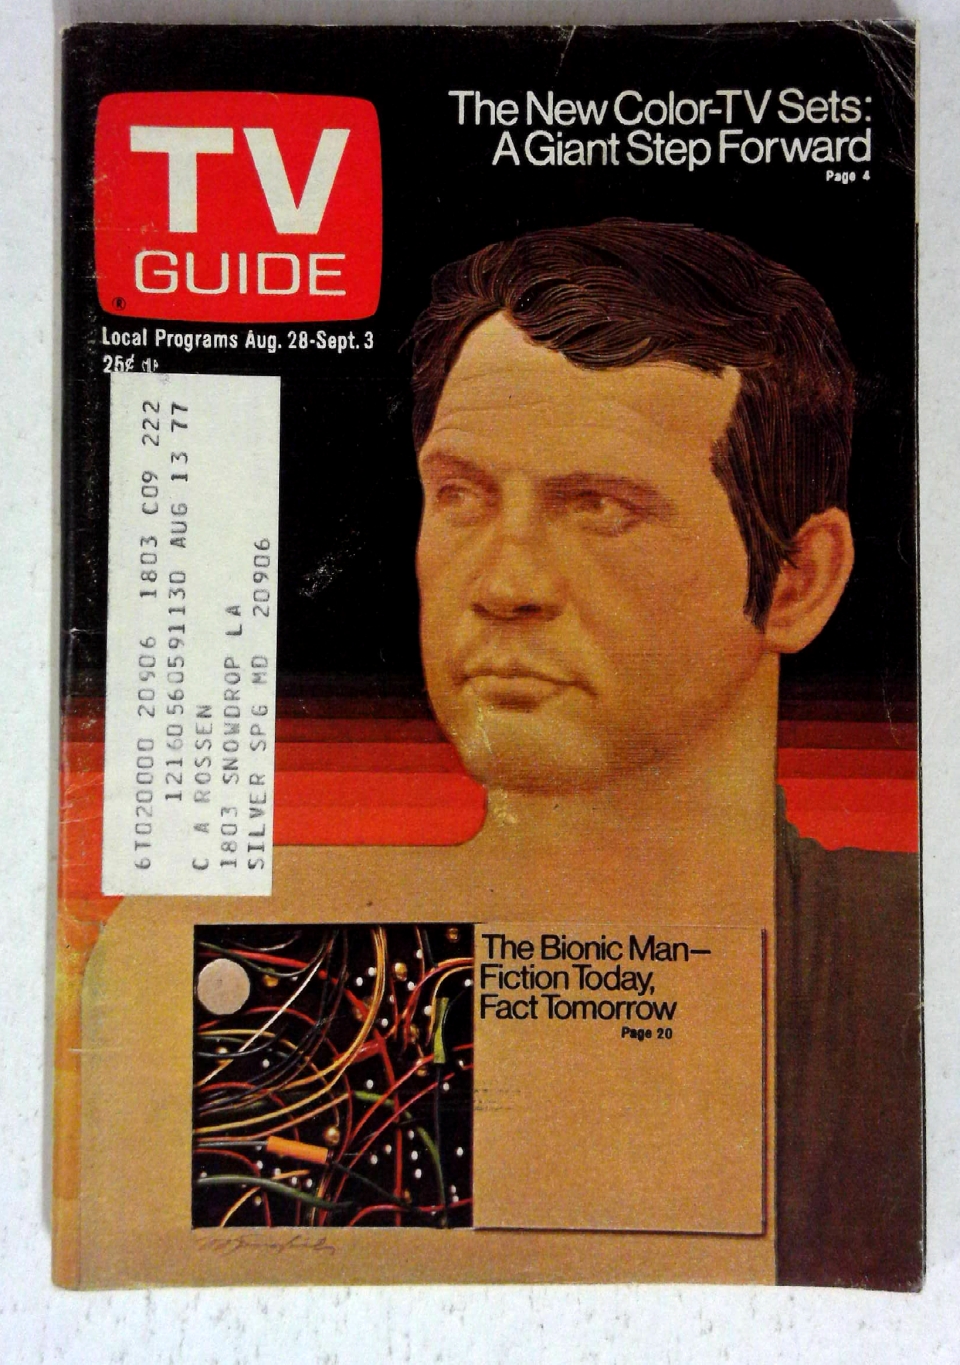 The New Color-TV Sets:
A Giant Step Forward
Page 4
TV
GUIDE
®
Local Programs Aug. 28-Sept. 3
25¢
6T020000 20906 1803 C09 222
12160560591130 AUG 13 77
C A ROSSEN
1803 SNOWDROP LA
SILVER SPG MD 20906
The Bionic Man—
Fiction Today,
Fact Tomorrow
Page 20